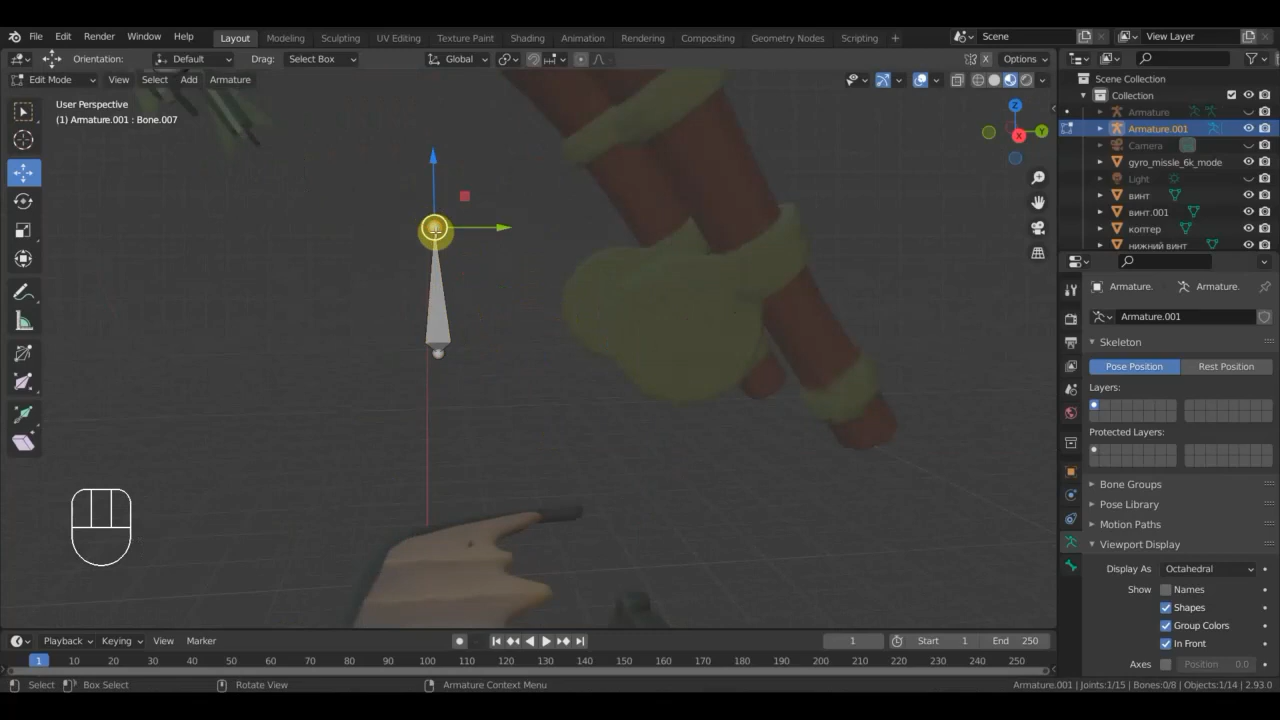 File Edit Render Window Help Layout Modeling Sculpting UV Editing Texture Paint Shading Animation Rendering Compositing Geometry Nodes Scripting + Scene View Layer
Orientation: Default Drag: Select Box Global X Options
Edit Mode View Select Add Armature
User Perspective
(1) Armature.001 : Bone.007
Z
Y
X
Scene Collection
Collection
Armature
Armature.001
Camera
gyro_missle_6k_mode
Light
винт
винт.001
коптер
нижний винт
Armature. Armature.
Armature.001
Skeleton
Pose Position Rest Position
Layers:
Protected Layers:
Bone Groups
Pose Library
Motion Paths
Viewport Display
Display As Octahedral
Show Names
Shapes
Group Colors
In Front
Axes Position 0.0
Playback Keying View Marker 1 Start 1 End 250
1 10 20 30 40 50 60 70 80 90 100 110 120 130 140 150 160 170 180 190 200 210 220 230 240 250
Select Box Select Rotate View Armature Context Menu Armature.001 | Joints:1/15 | Bones:0/8 | Objects:1/14 | 2.93.0